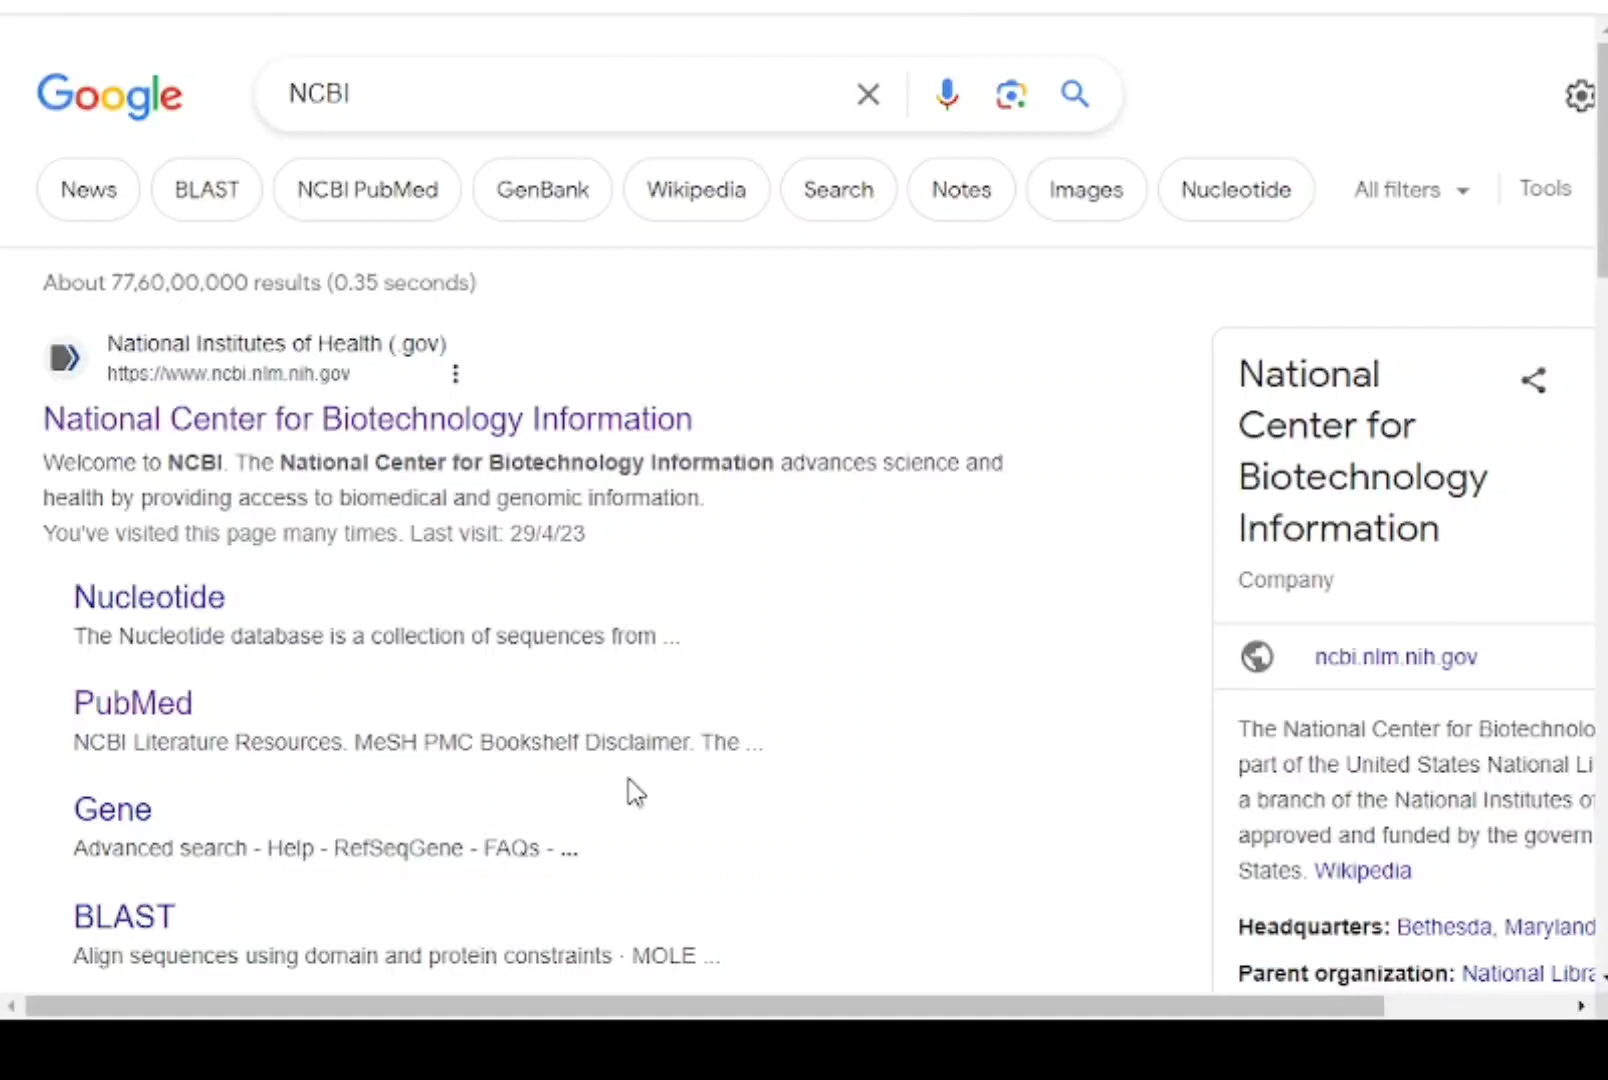 Google
NCBI
News
BLAST
NCBI PubMed
GenBank
Wikipedia
Search
Notes
Images
Nucleotide
All filters
Tools
About 77,60,00,000 results (0.35 seconds)
National Institutes of Health (.gov)
https://www.ncbi.nlm.nih.gov
National Center for Biotechnology Information
Welcome to NCBI. The National Center for Biotechnology Information advances science and
health by providing access to biomedical and genomic information.
You've visited this page many times. Last visit: 29/4/23
Nucleotide
The Nucleotide database is a collection of sequences from ...
PubMed
NCBI Literature Resources. MeSH PMC Bookshelf Disclaimer. The ...
Gene
Advanced search - Help - RefSeqGene - FAQs - ...
BLAST
Align sequences using domain and protein constraints · MOLE ...
National
Center for
Biotechnology
Information
Company
ncbi.nlm.nih.gov
The National Center for Biotechnolo
part of the United States National Li
a branch of the National Institutes of
approved and funded by the govern
States. Wikipedia
Headquarters: Bethesda, Maryland
Parent organization: National Libra